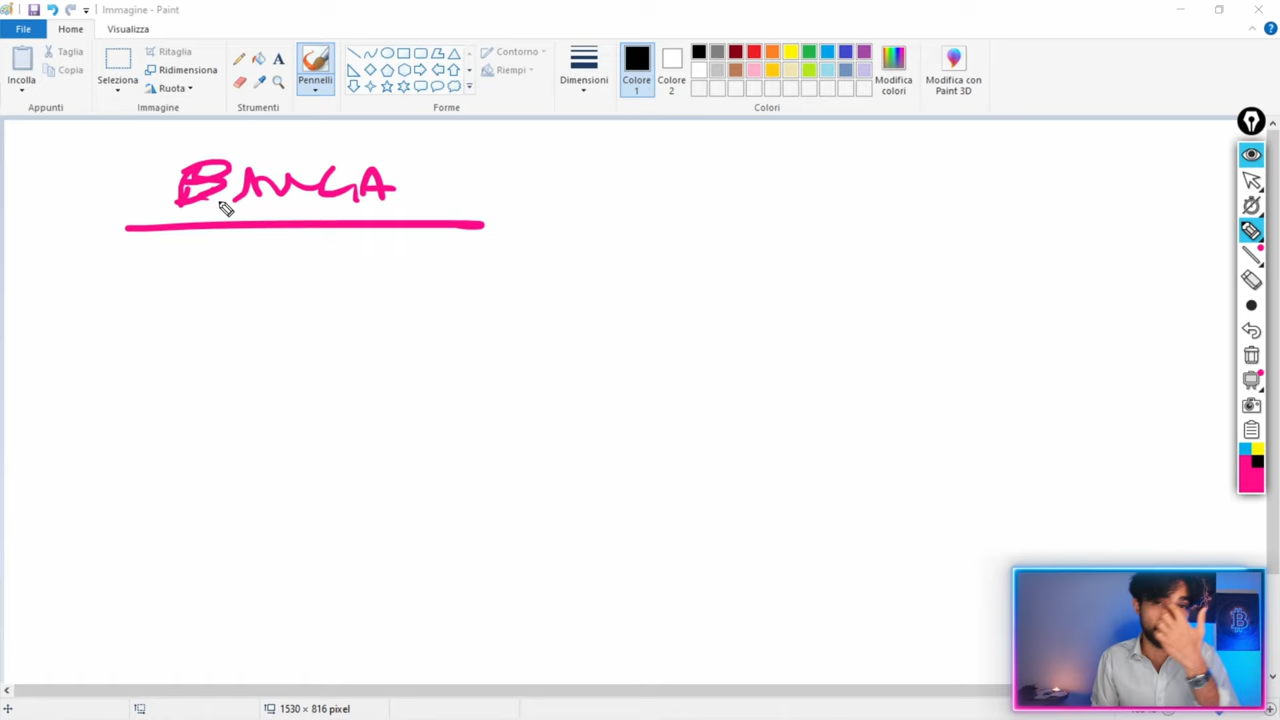 Immagine - Paint
File Home Visualizza
Incolla Taglia Copia Seleziona Ritaglia Ridimensiona Ruota Pennelli Contorno Riempi Dimensioni Colore 1 Colore 2 Modifica colori Modifica con Paint 3D
Appunti Immagine Strumenti Forme Colori
BANCA
1530 × 816 pixel